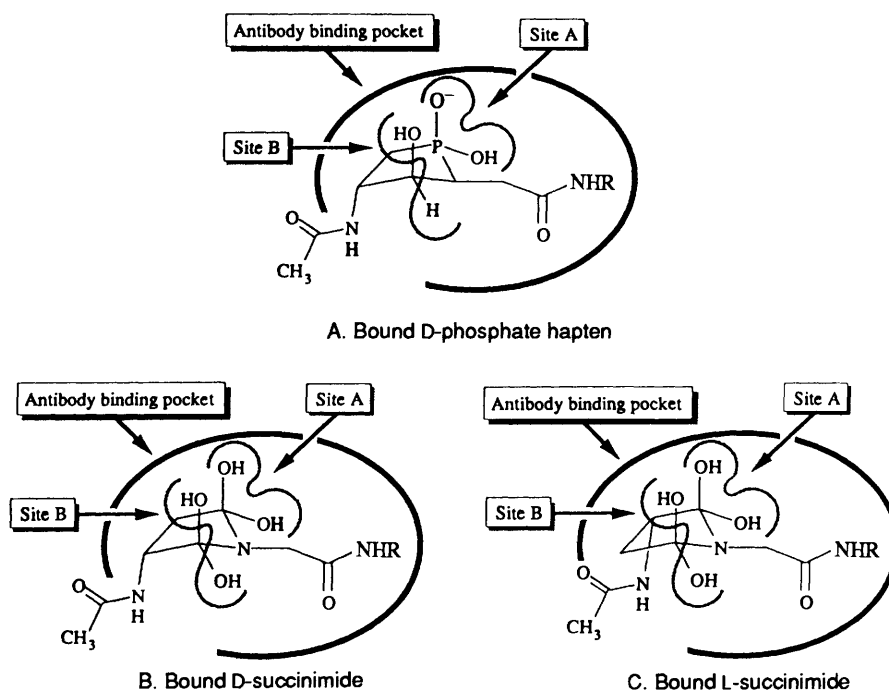 Antibody binding pocket
Site A
O−
HO
P
OH
Site B
NHR
H
O
O
N
H
CH3
A. Bound D-phosphate hapten
Antibody binding pocket
Site A
OH
HO
Site B
OH
N
NHR
OH
O
O
N
H
CH3
B. Bound D-succinimide
Antibody binding pocket
Site A
OH
HO
Site B
OH
N
NHR
OH
O
O
N
H
CH3
C. Bound L-succinimide